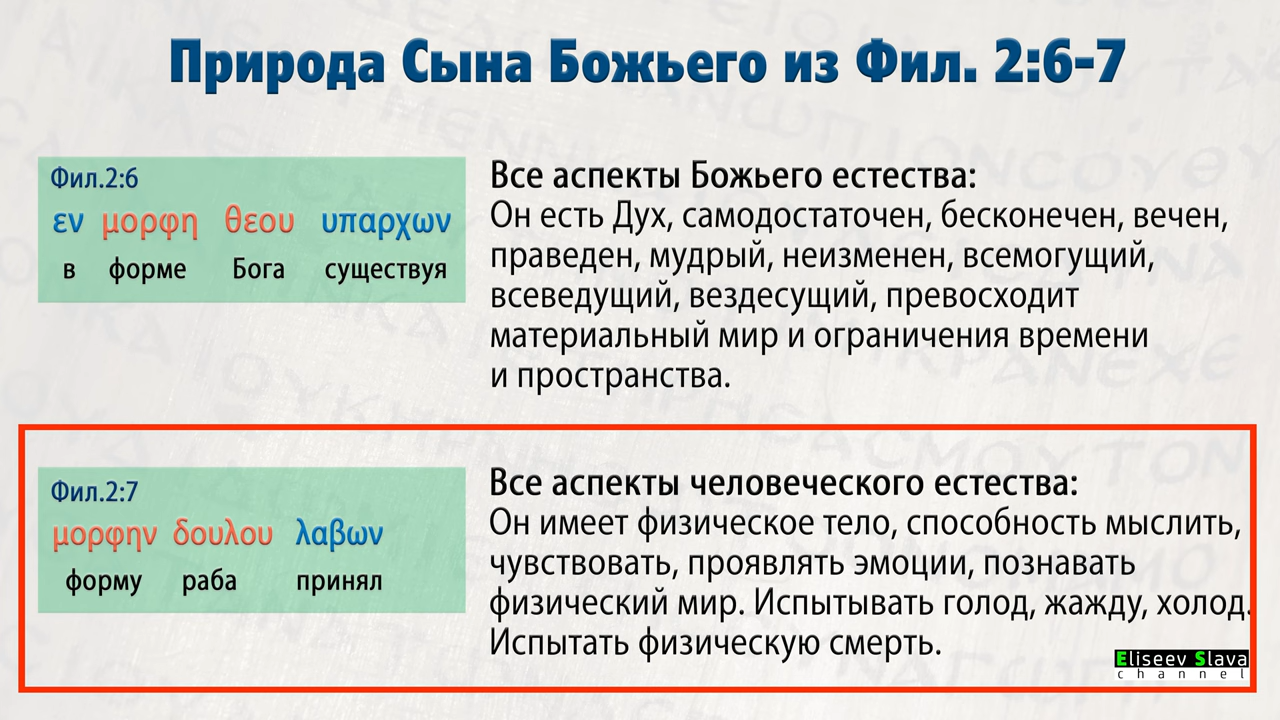 Природа Сына Божьего из Фил. 2:6-7
Фил.2:6
εν μορφη θεου υπαρχων
в форме Бога существуя
Все аспекты Божьего естества:
Он есть Дух, самодостаточен, бесконечен, вечен,
праведен, мудрый, неизменен, всемогущий,
всеведущий, вездесущий, превосходит
материальный мир и ограничения времени
и пространства.
Фил.2:7
μορφην δουλου λαβων
форму раба принял
Все аспекты человеческого естества:
Он имеет физическое тело, способность мыслить,
чувствовать, проявлять эмоции, познавать
физический мир. Испытывать голод, жажду, холод.
Испытать физическую смерть.
Eliseev Slava
channel